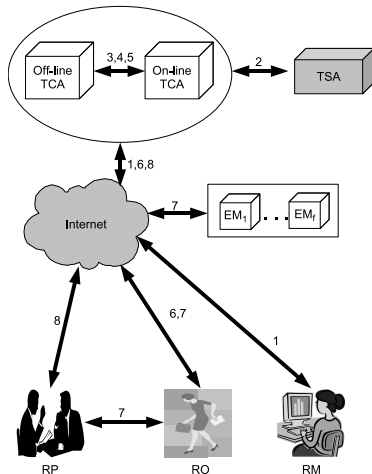 Off-line
TCA
3,4,5
On-line
TCA
2
TSA
1,6,8
Internet
7
EM1
. . .
EMf
8
6,7
1
7
RP
RO
RM